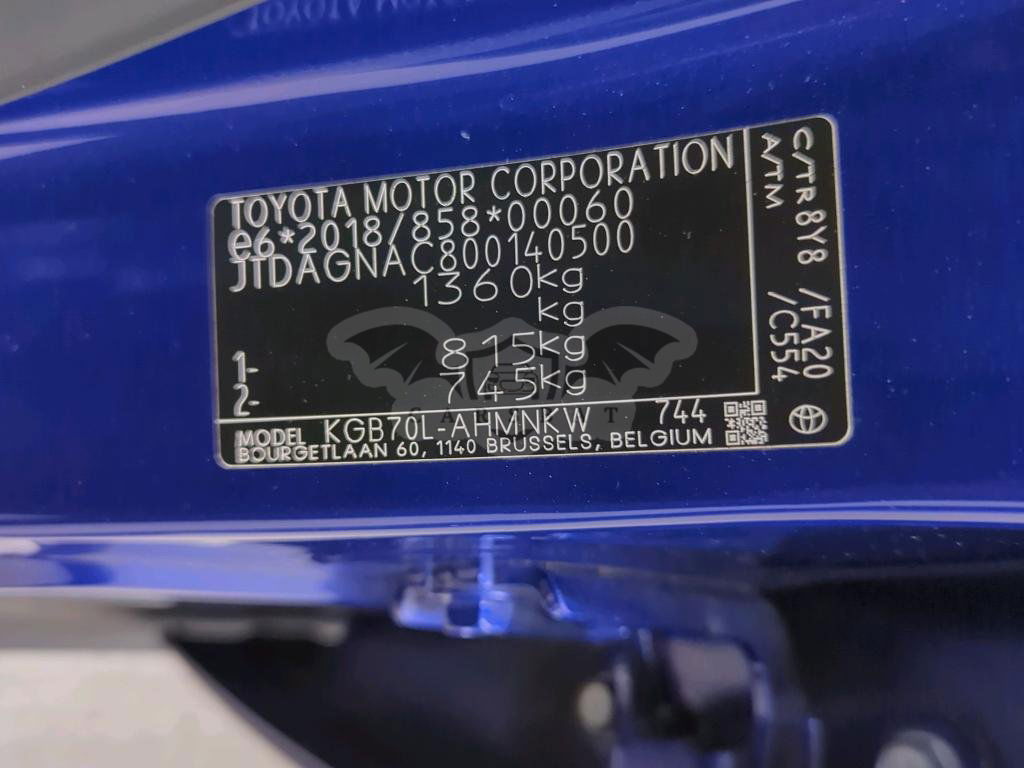 TOYOTA MOTOR CORPORATION
e6*2018/858*00060
JTDAGNAC800140500
1360kg
kg
1- 815kg
2- 745kg
MODEL KGB70L-AHMNKW 744
BOURGETLAAN 60, 1140 BRUSSELS, BELGIUM
C/TR 8Y8 /FA20
A/TM /C554